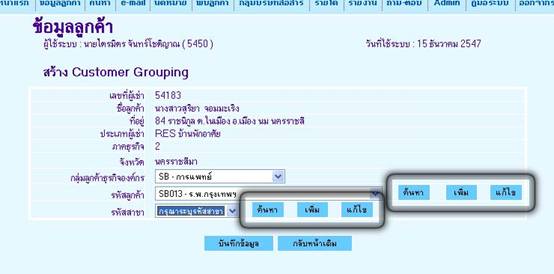 หน้าแรก ข้อมูลลูกค้า ค้นหา e-mail นัดหมาย พบลูกค้า กลุ่มบริษัทสื่อสาร รายได้ รายงาน ถาม-ตอบ Admin คู่มือระบบ ออกจาก
ข้อมูลลูกค้า
ผู้ใช้ระบบ : นายไตรมิตร จันทร์โชติญาณ ( 5450 ) วันที่ใช้ระบบ : 15 ธันวาคม 2547
สร้าง Customer Grouping
เลขที่ผู้เช่า 54183
ชื่อลูกค้า นางสาวสุริยา จอมมะเริง
ที่อยู่ 84 ราชนิกูล ต.ในเมือง อ.เมือง นม นครราชสี
ประเภทผู้เช่า RES บ้านพักอาศัย
ภาคธุรกิจ 2
จังหวัด นครราชสีมา
กลุ่มลูกค้าธุรกิจองค์กร SB - การแพทย์
รหัสลูกค้า SB013 - ร.พ.กรุงเทพฯ ค้นหา เพิ่ม แก้ไข
รหัสสาขา กรุณาระบุรหัสสาขา ค้นหา เพิ่ม แก้ไข
บันทึกข้อมูล กลับหน้าเดิม